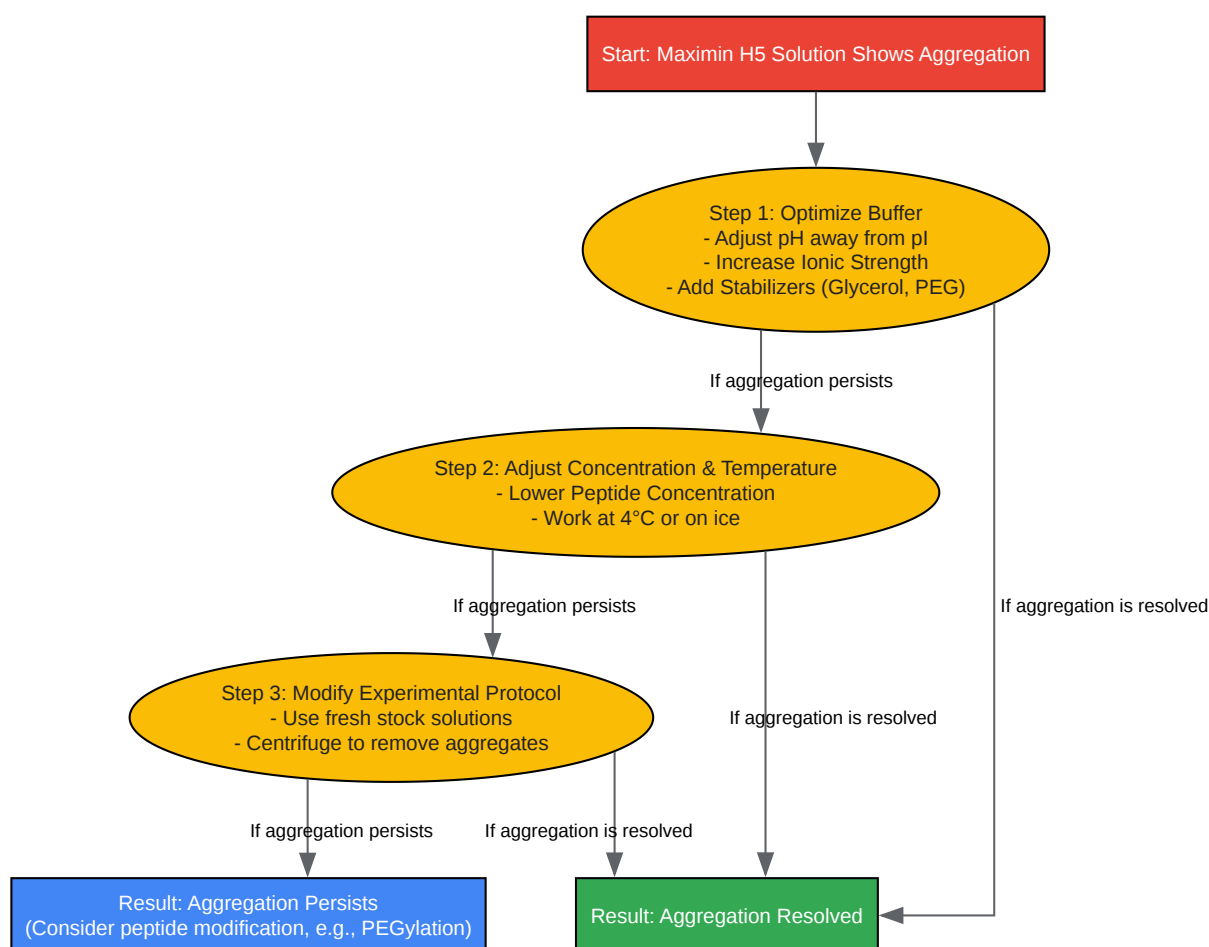 Start: Maximin H5 Solution Shows Aggregation
Step 1: Optimize Buffer
- Adjust pH away from pI
- Increase Ionic Strength
- Add Stabilizers (Glycerol, PEG)
If aggregation persists
Step 2: Adjust Concentration & Temperature
- Lower Peptide Concentration
- Work at 4°C or on ice
If aggregation persists
If aggregation is resolved
Step 3: Modify Experimental Protocol
- Use fresh stock solutions
- Centrifuge to remove aggregates
If aggregation is resolved
If aggregation persists
If aggregation is resolved
Result: Aggregation Persists
(Consider peptide modification, e.g., PEGylation)
Result: Aggregation Resolved